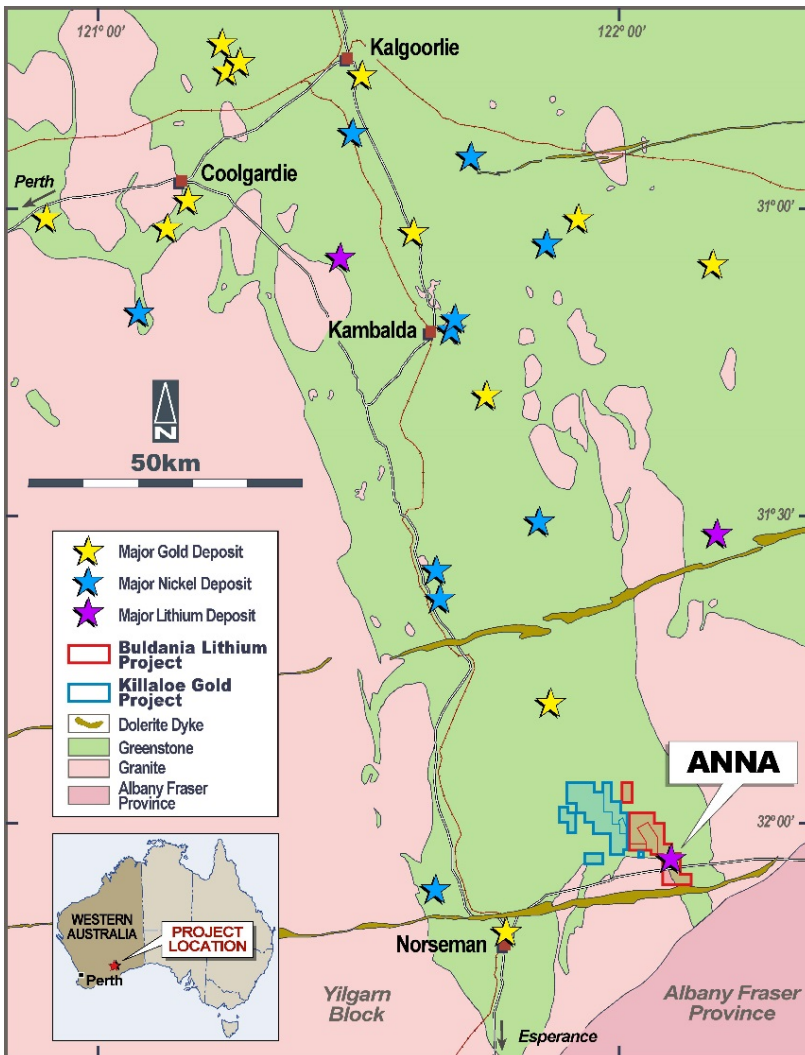 121° 00'
122° 00'
Kalgoorlie
Coolgardie
Perth
31° 00'
Kambalda
N
50km
31° 30'
Major Gold Deposit
Major Nickel Deposit
Major Lithium Deposit
Buldania Lithium
Project
Killaloe Gold
Project
Dolerite Dyke
Greenstone
Granite
Albany Fraser
Province
ANNA
32° 00'
WESTERN
AUSTRALIA
PROJECT
LOCATION
Perth
Norseman
Yilgarn
Block
Albany Fraser
Province
Esperance